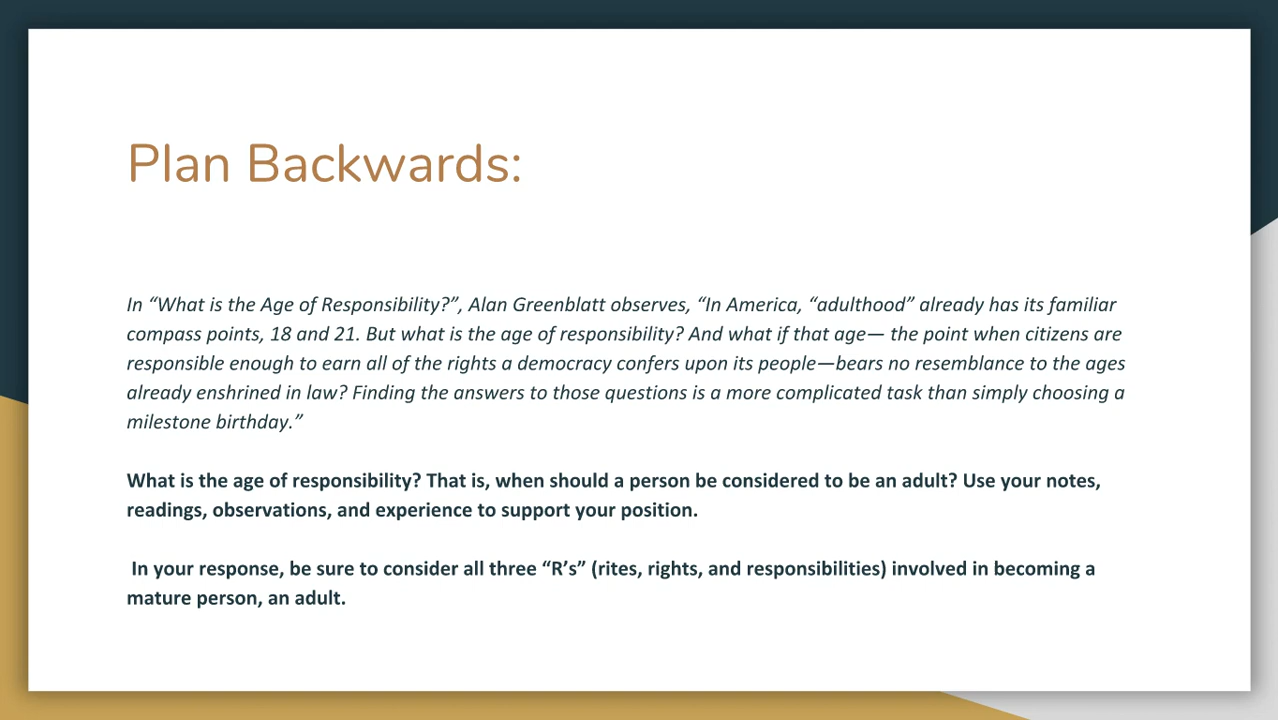 Plan Backwards:
In “What is the Age of Responsibility?”, Alan Greenblatt observes, “In America, “adulthood” already has its familiar
compass points, 18 and 21. But what is the age of responsibility? And what if that age— the point when citizens are
responsible enough to earn all of the rights a democracy confers upon its people—bears no resemblance to the ages
already enshrined in law? Finding the answers to those questions is a more complicated task than simply choosing a
milestone birthday.”
What is the age of responsibility? That is, when should a person be considered to be an adult? Use your notes,
readings, observations, and experience to support your position.
In your response, be sure to consider all three “R’s” (rites, rights, and responsibilities) involved in becoming a
mature person, an adult.